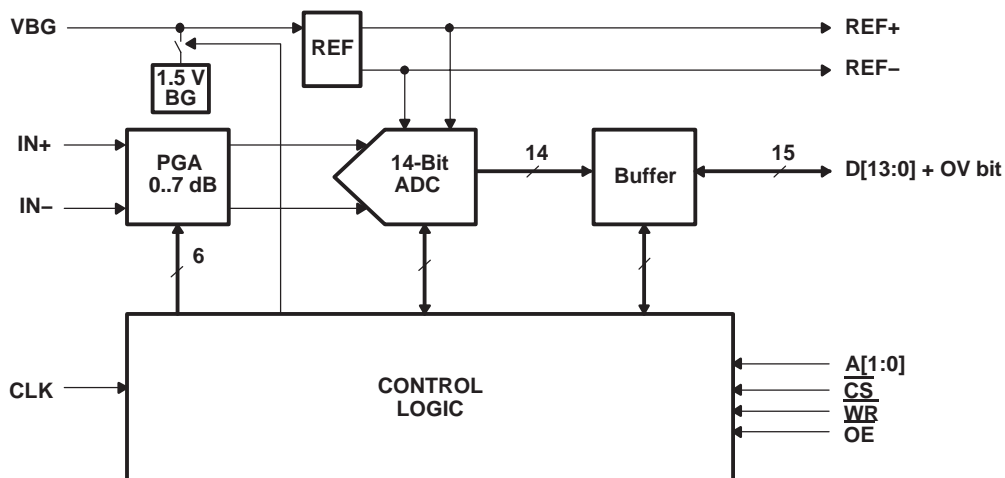 VBG
REF
REF+
REF–
1.5 V
BG
IN+
IN–
PGA
0..7 dB
14-Bit
ADC
14
Buffer
15
D[13:0] + OV bit
6
CLK
CONTROL
LOGIC
A[1:0]
CS
WR
OE